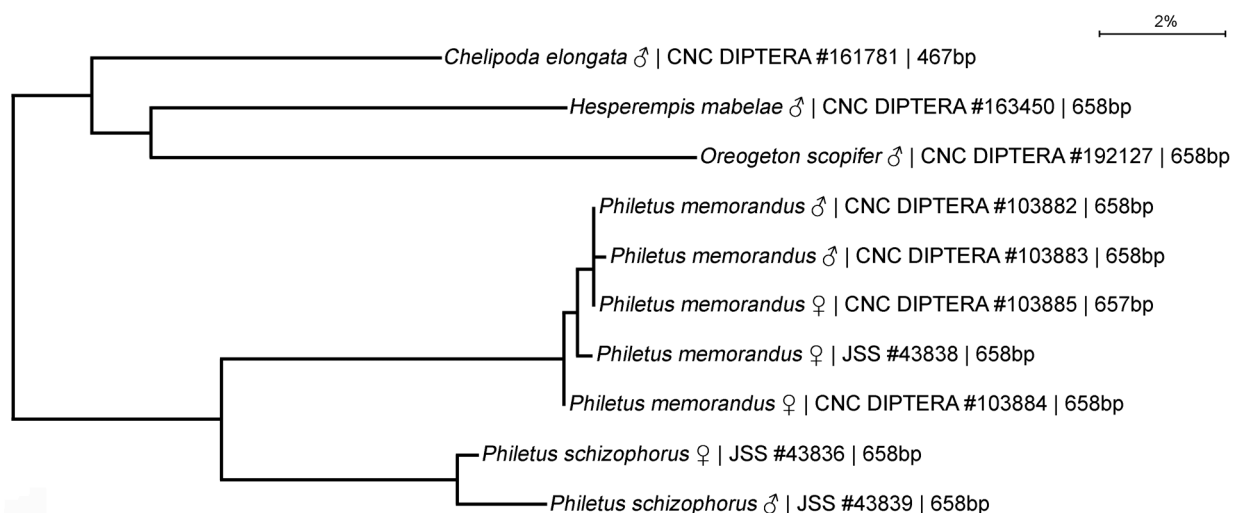 2%
Chelipoda elongata ♂ | CNC DIPTERA #161781 | 467bp
Hesperempis mabelae ♂ | CNC DIPTERA #163450 | 658bp
Oreogeton scopifer ♂ | CNC DIPTERA #192127 | 658bp
Philetus memorandus ♂ | CNC DIPTERA #103882 | 658bp
Philetus memorandus ♂ | CNC DIPTERA #103883 | 658bp
Philetus memorandus ♀ | CNC DIPTERA #103885 | 657bp
Philetus memorandus ♀ | JSS #43838 | 658bp
Philetus memorandus ♀ | CNC DIPTERA #103884 | 658bp
Philetus schizophorus ♀ | JSS #43836 | 658bp
Philetus schizophorus ♂ | JSS #43839 | 658bp